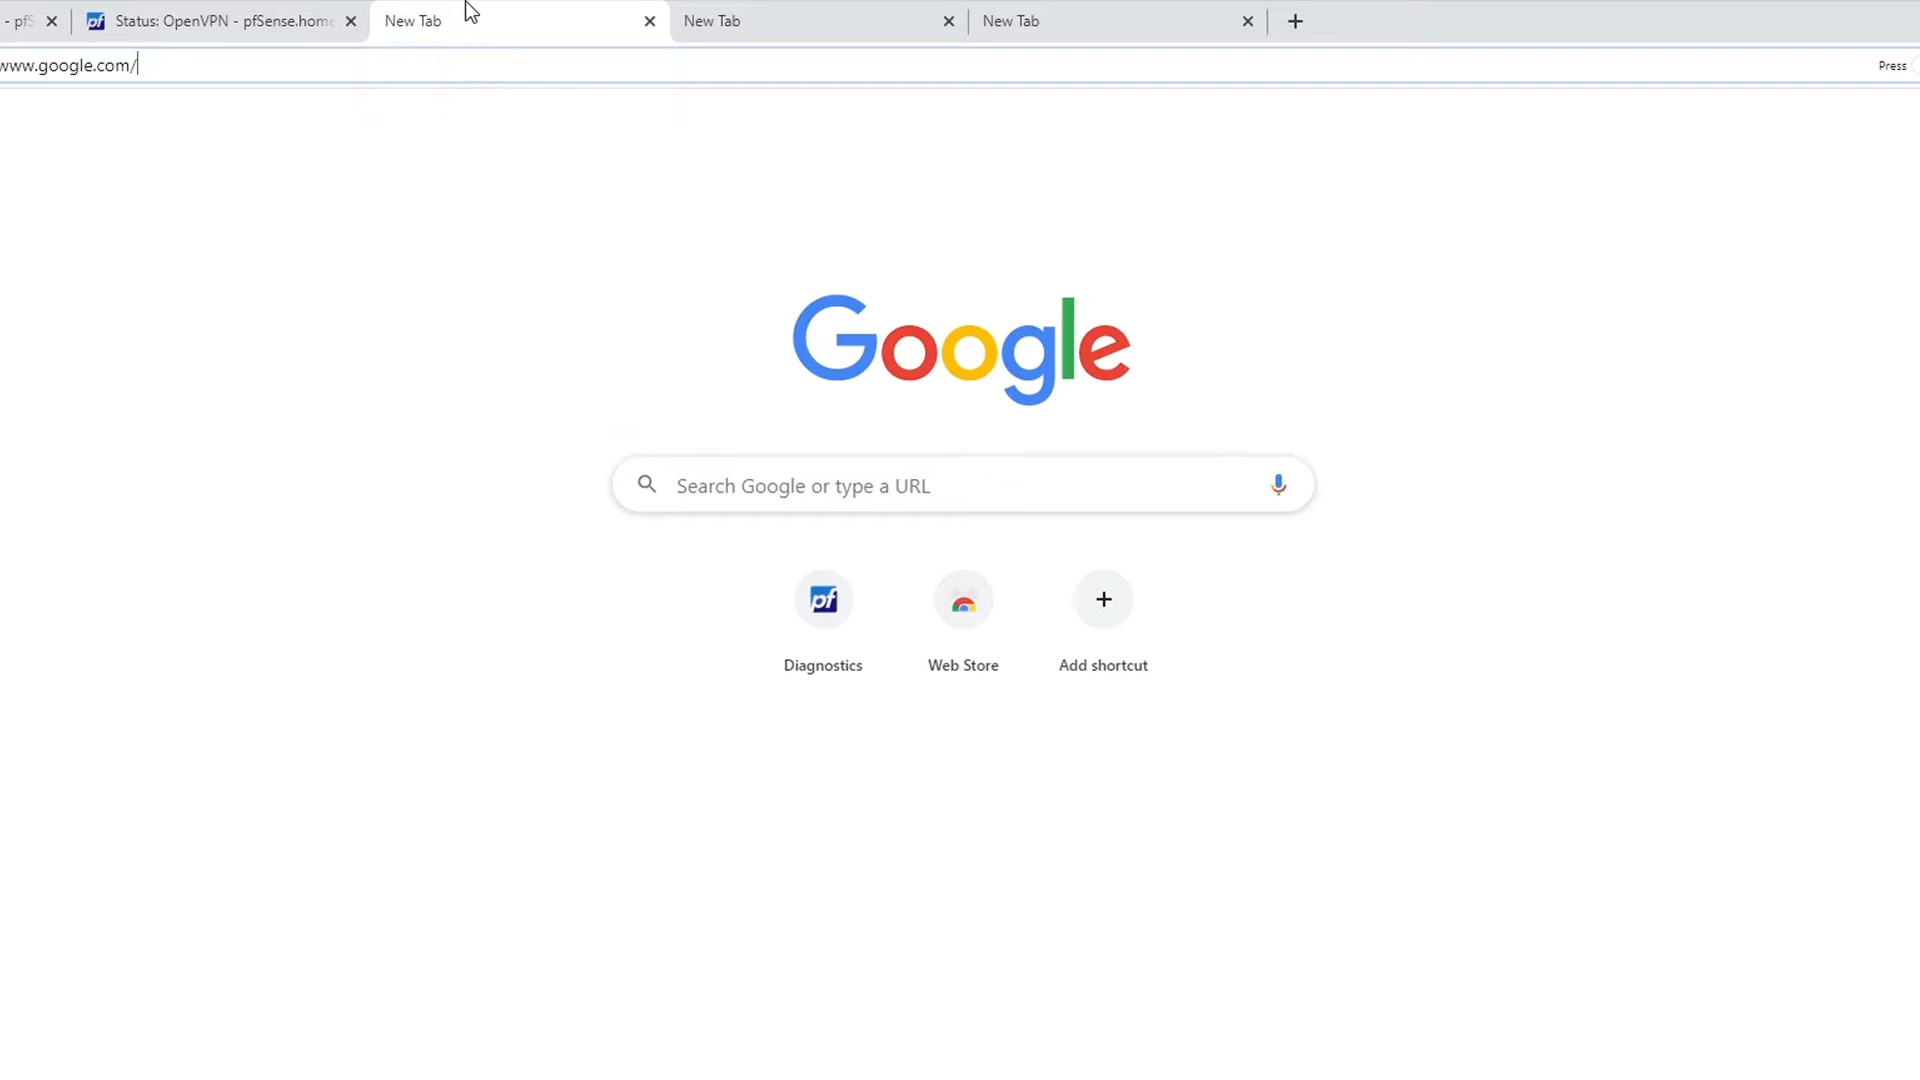 - pfS
Status: OpenVPN - pfSense.home
New Tab
New Tab
New Tab
www.google.com/
Press
Google
Search Google or type a URL
pf
Diagnostics
Web Store
Add shortcut